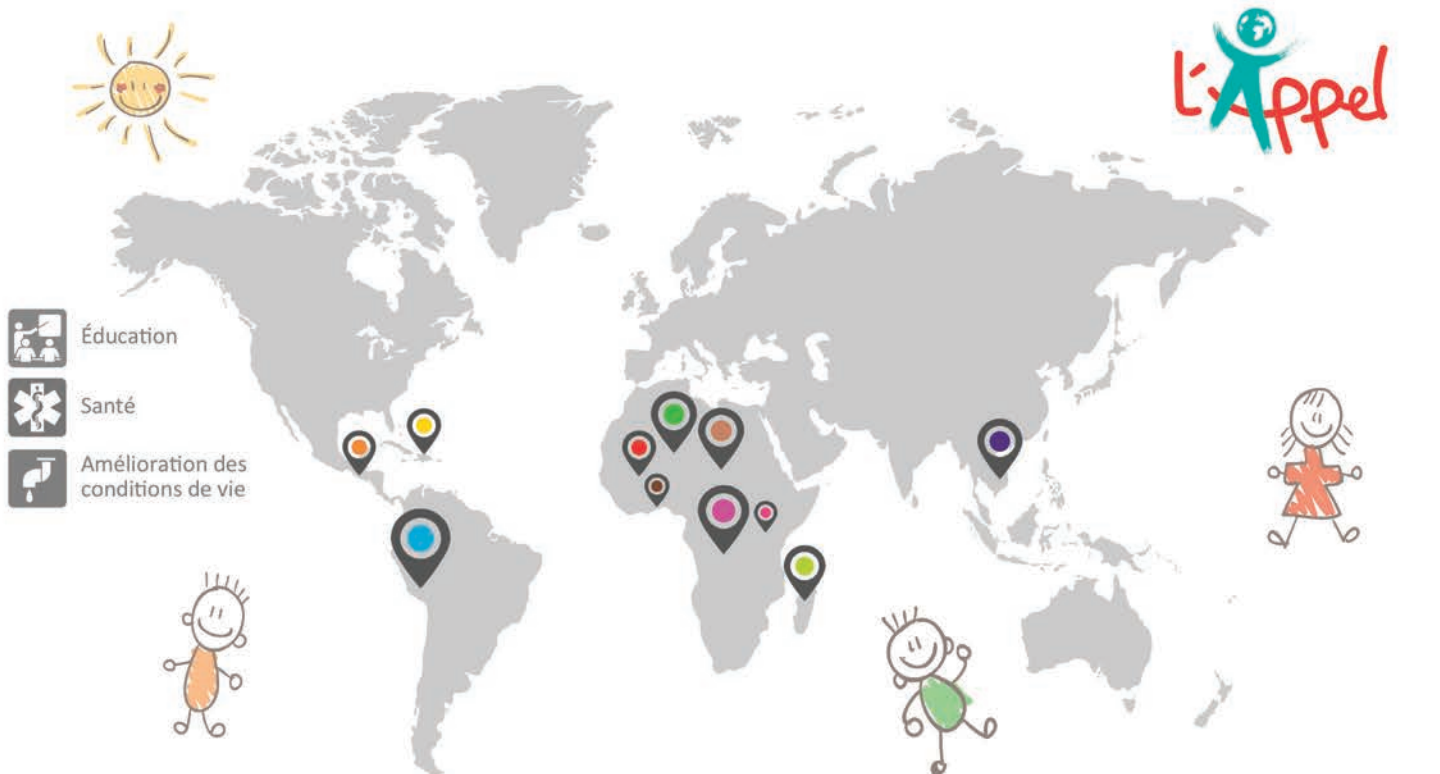 L'Appel
Éducation
Santé
Amélioration des
conditions de vie